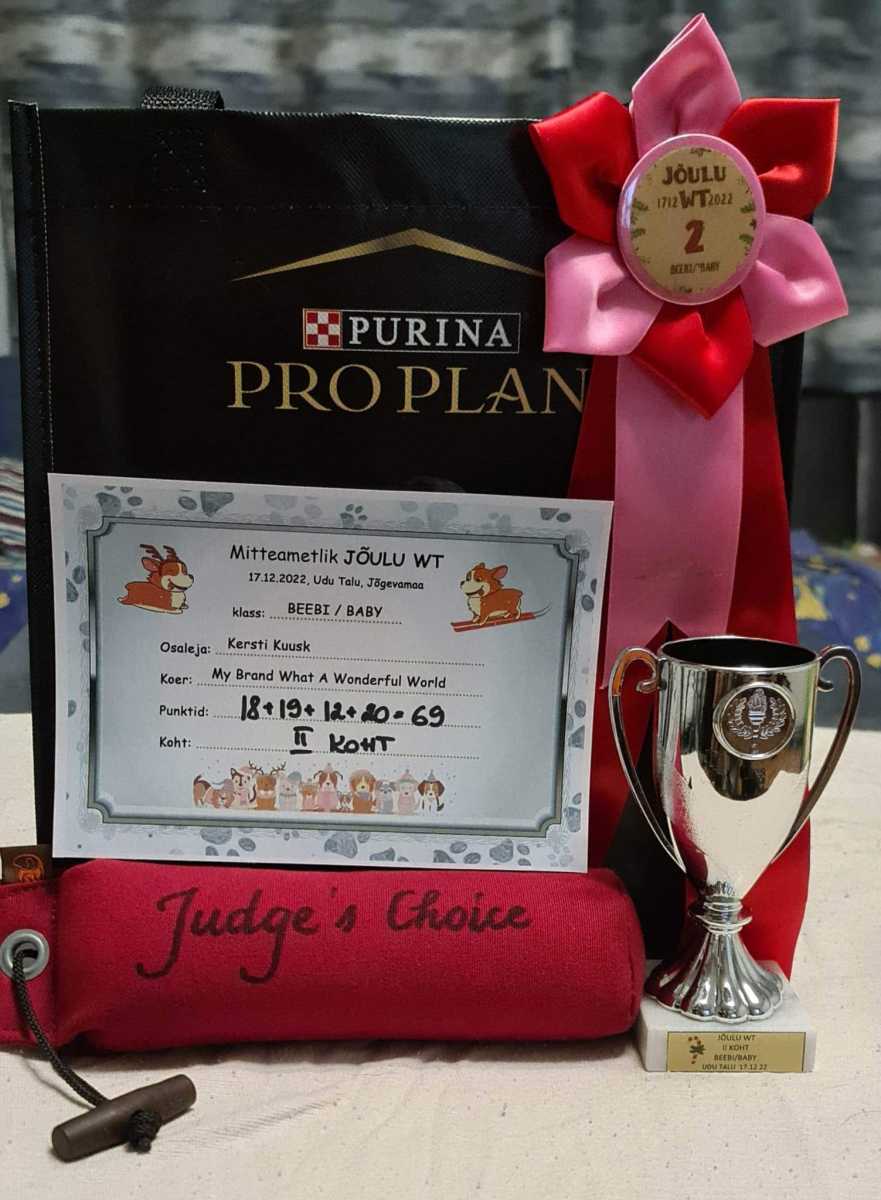 JÕULU
1712 WT 2022
2
BEEBI/BABY
PURINA
PRO PLAN
Mitteametlik JÕULU WT
17.12.2022, Udu Talu, Jõgevamaa
klass: BEEBI / BABY
Osaleja: Kersti Kuusk
Koer: My Brand What A Wonderful World
Punktid: 18+19+12+20=69
Koht: II KOHT
Judge's Choice
JÕULU WT
II KOHT
BEEBI/BABY
UDU TALU 17.12.22